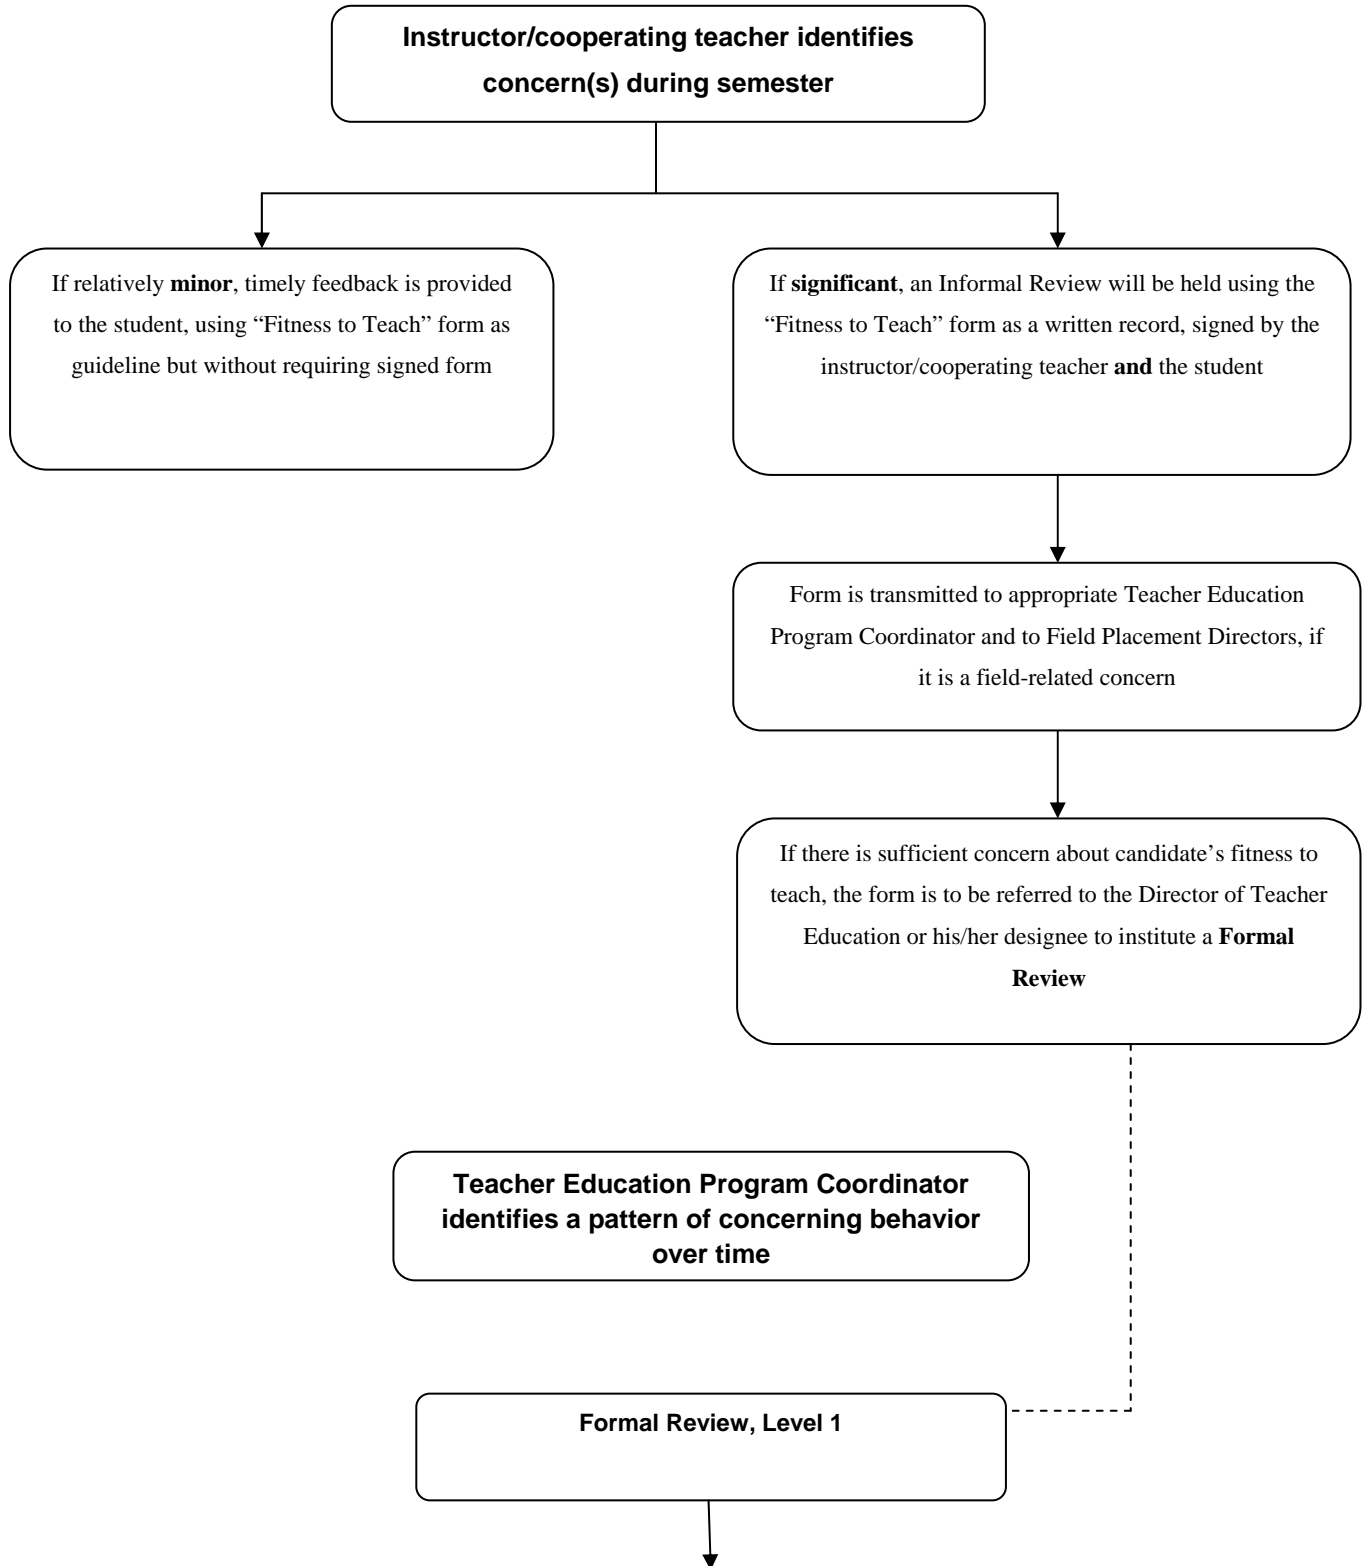 Instructor/cooperating teacher identifies
concern(s) during semester
If relatively minor, timely feedback is provided
to the student, using “Fitness to Teach” form as
guideline but without requiring signed form
If significant, an Informal Review will be held using the
“Fitness to Teach” form as a written record, signed by the
instructor/cooperating teacher and the student
Form is transmitted to appropriate Teacher Education
Program Coordinator and to Field Placement Directors, if
it is a field-related concern
If there is sufficient concern about candidate’s fitness to
teach, the form is to be referred to the Director of Teacher
Education or his/her designee to institute a Formal
Review
Teacher Education Program Coordinator
identifies a pattern of concerning behavior
over time
Formal Review, Level 1